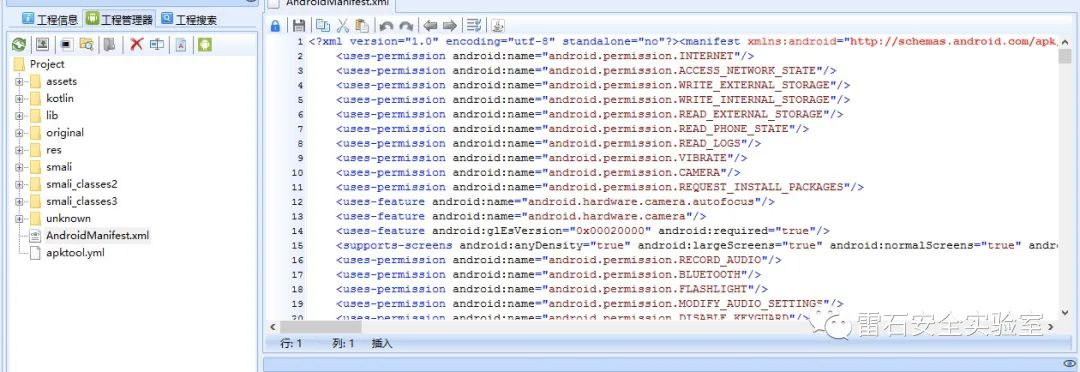 AndroidManifest.xml
工程信息 工程管理器 工程搜索
Project
assets
kotlin
lib
original
res
smali
smali_classes2
smali_classes3
unknown
AndroidManifest.xml
apktool.yml
1 <?xml version="1.0" encoding="utf-8" standalone="no"?><manifest xmlns:android="http://schemas.android.com/apk/
2 <uses-permission android:name="android.permission.INTERNET"/>
3 <uses-permission android:name="android.permission.ACCESS_NETWORK_STATE"/>
4 <uses-permission android:name="android.permission.WRITE_EXTERNAL_STORAGE"/>
5 <uses-permission android:name="android.permission.WRITE_INTERNAL_STORAGE"/>
6 <uses-permission android:name="android.permission.READ_EXTERNAL_STORAGE"/>
7 <uses-permission android:name="android.permission.READ_PHONE_STATE"/>
8 <uses-permission android:name="android.permission.READ_LOGS"/>
9 <uses-permission android:name="android.permission.VIBRATE"/>
10 <uses-permission android:name="android.permission.CAMERA"/>
11 <uses-permission android:name="android.permission.REQUEST_INSTALL_PACKAGES"/>
12 <uses-feature android:name="android.hardware.camera.autofocus"/>
13 <uses-feature android:name="android.hardware.camera"/>
14 <uses-feature android:glEsVersion="0x00020000" android:required="true"/>
15 <supports-screens android:anyDensity="true" android:largeScreens="true" android:normalScreens="true" andro
16 <uses-permission android:name="android.permission.RECORD_AUDIO"/>
17 <uses-permission android:name="android.permission.BLUETOOTH"/>
18 <uses-permission android:name="android.permission.FLASHLIGHT"/>
19 <uses-permission android:name="android.permission.MODIFY_AUDIO_SETTINGS"/>
20 <uses-permission android:name="android.permission.DISABLE_KEYGUARD"/>
行: 1 列: 1 插入
雷石安全实验室